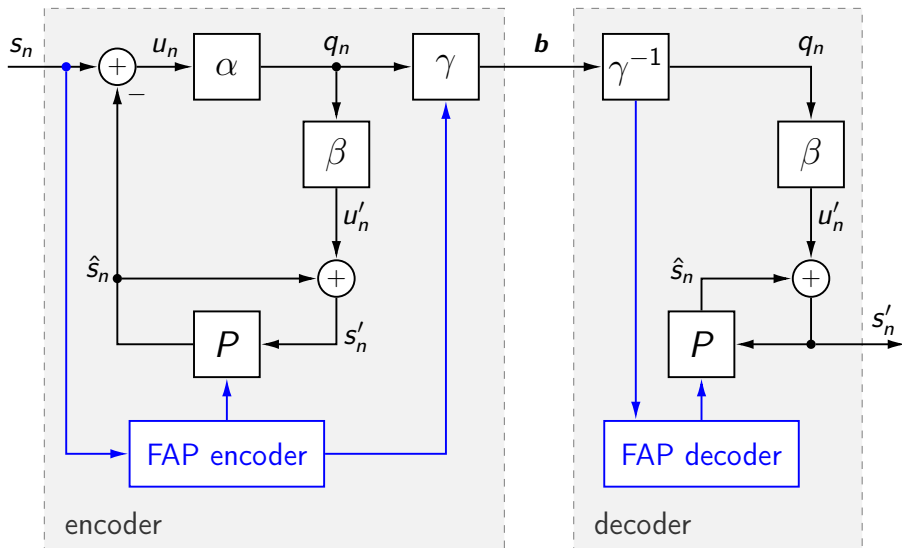 s_n
u_n
α
q_n
γ
b
γ⁻¹
q_n
+
−
β
β
u'_n
u'_n
ŝ_n
+
ŝ_n
+
P
s'_n
P
s'_n
FAP encoder
FAP decoder
encoder
decoder